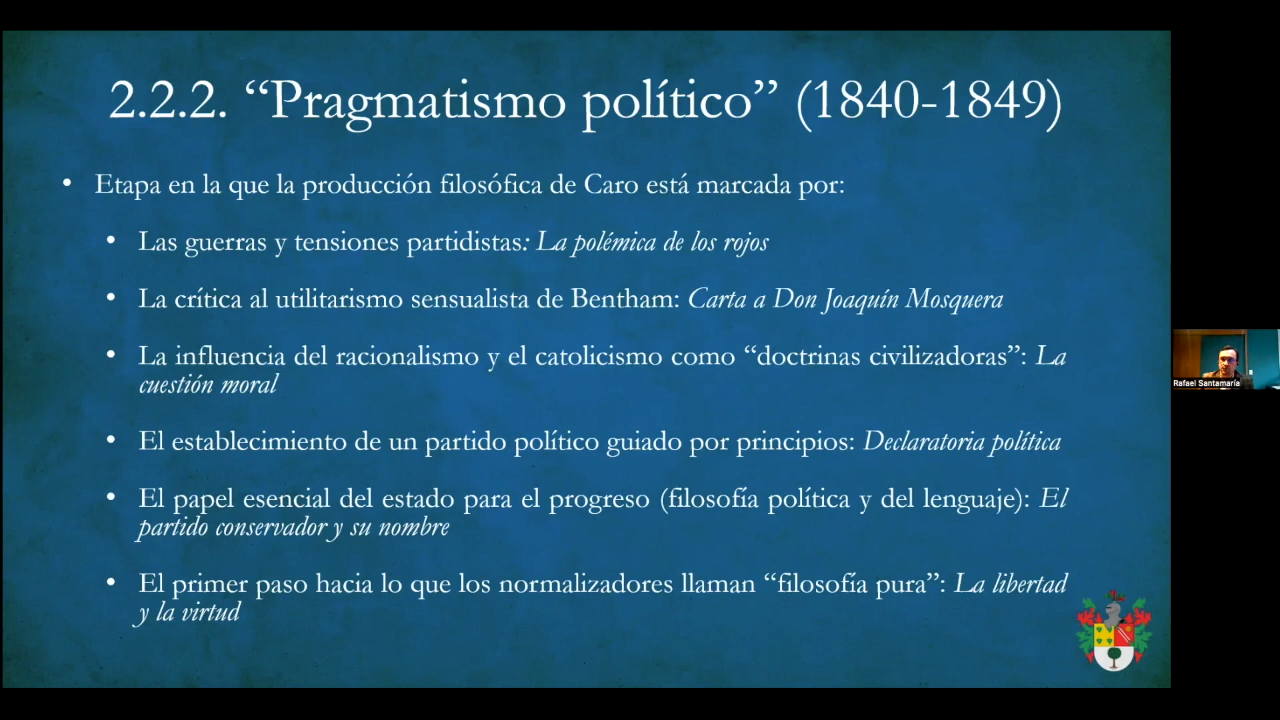 2.2.2. “Pragmatismo político” (1840-1849)
• Etapa en la que la producción filosófica de Caro está marcada por:
• Las guerras y tensiones partidistas: La polémica de los rojos
• La crítica al utilitarismo sensualista de Bentham: Carta a Don Joaquín Mosquera
• La influencia del racionalismo y el catolicismo como “doctrinas civilizadoras”: La
cuestión moral
• El establecimiento de un partido político guiado por principios: Declaratoria política
• El papel esencial del estado para el progreso (filosofía política y del lenguaje): El
partido conservador y su nombre
• El primer paso hacia lo que los normalizadores llaman “filosofía pura”: La libertad
y la virtud
Rafael Santamaría